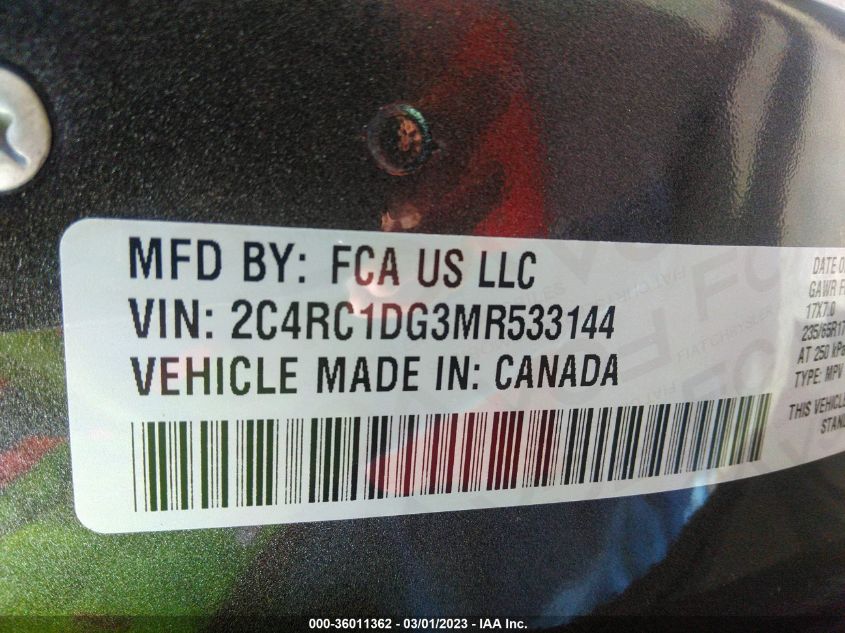 MFD BY: FCA US LLC
VIN: 2C4RC1DG3MR533144
VEHICLE MADE IN: CANADA
DATE O
GAWR F
17X7.0
235/65R17
AT 250 kPa
TYPE: MPV
THIS VEHICLE
STAN
000-36011362 - 03/01/2023 - IAA Inc.